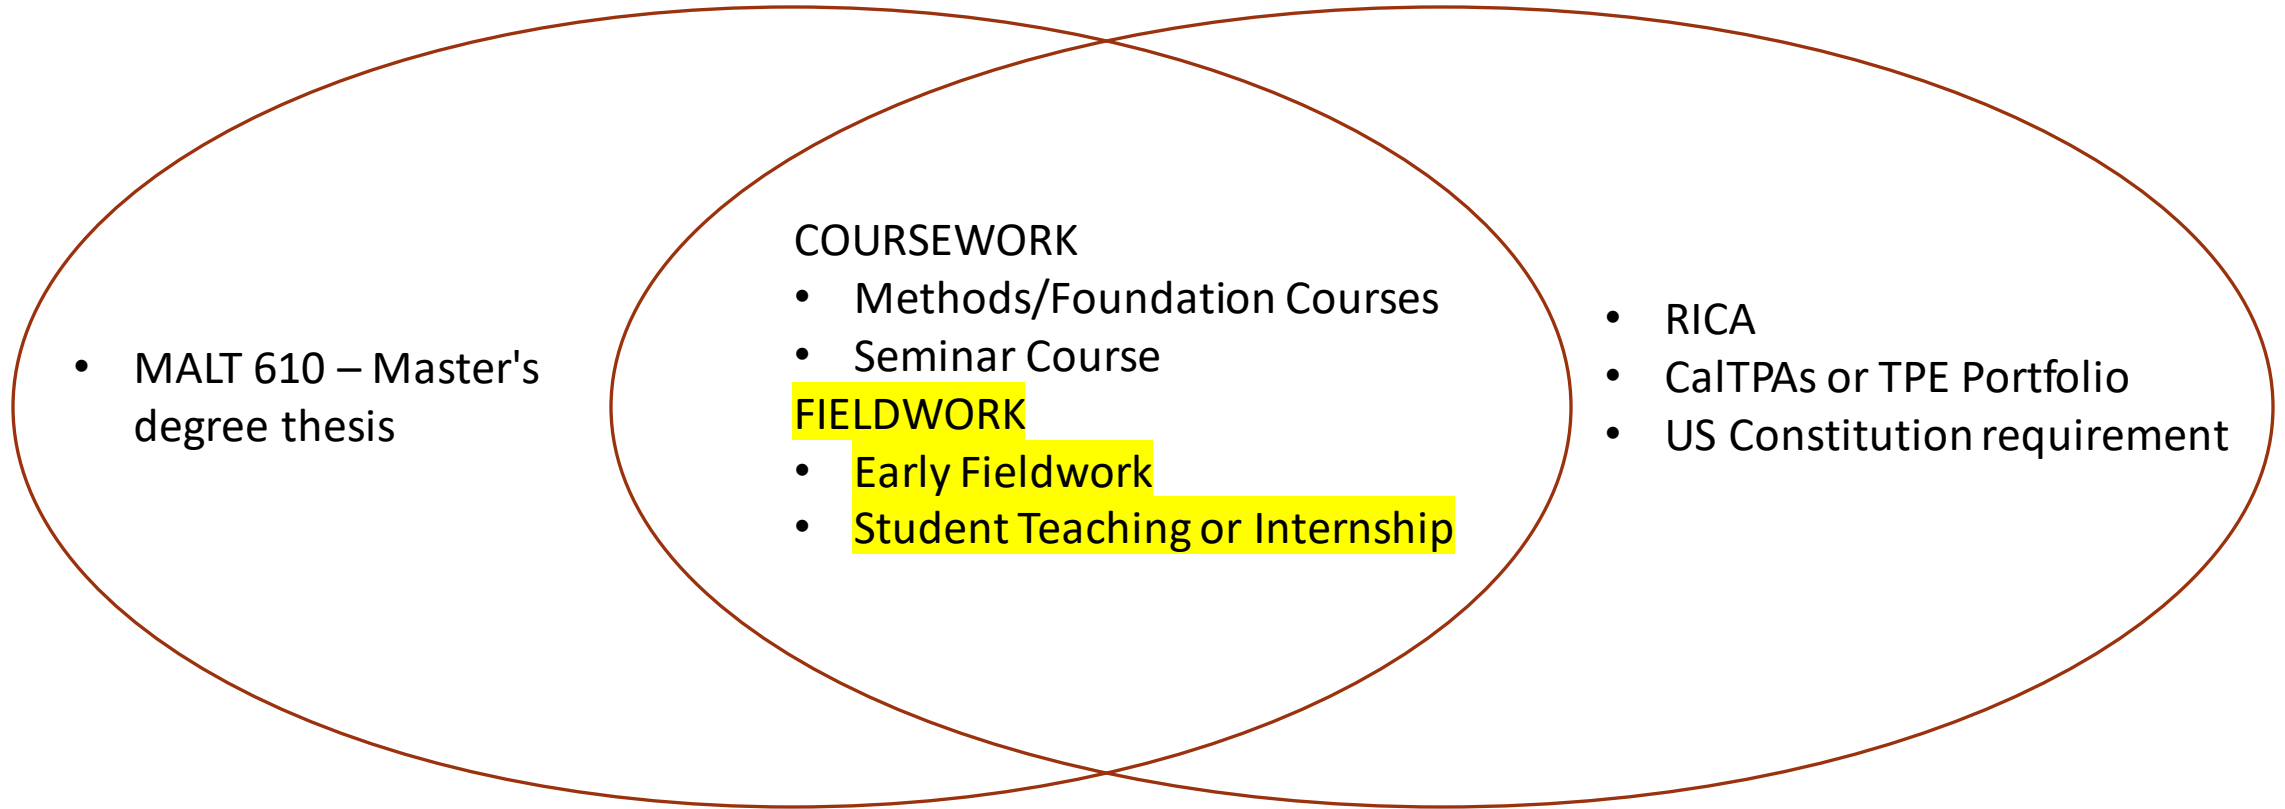 • MALT 610 – Master's
degree thesis
COURSEWORK
• Methods/Foundation Courses
• Seminar Course
FIELDWORK
• Early Fieldwork
• Student Teaching or Internship
• RICA
• CalTPAs or TPE Portfolio
• US Constitution requirement